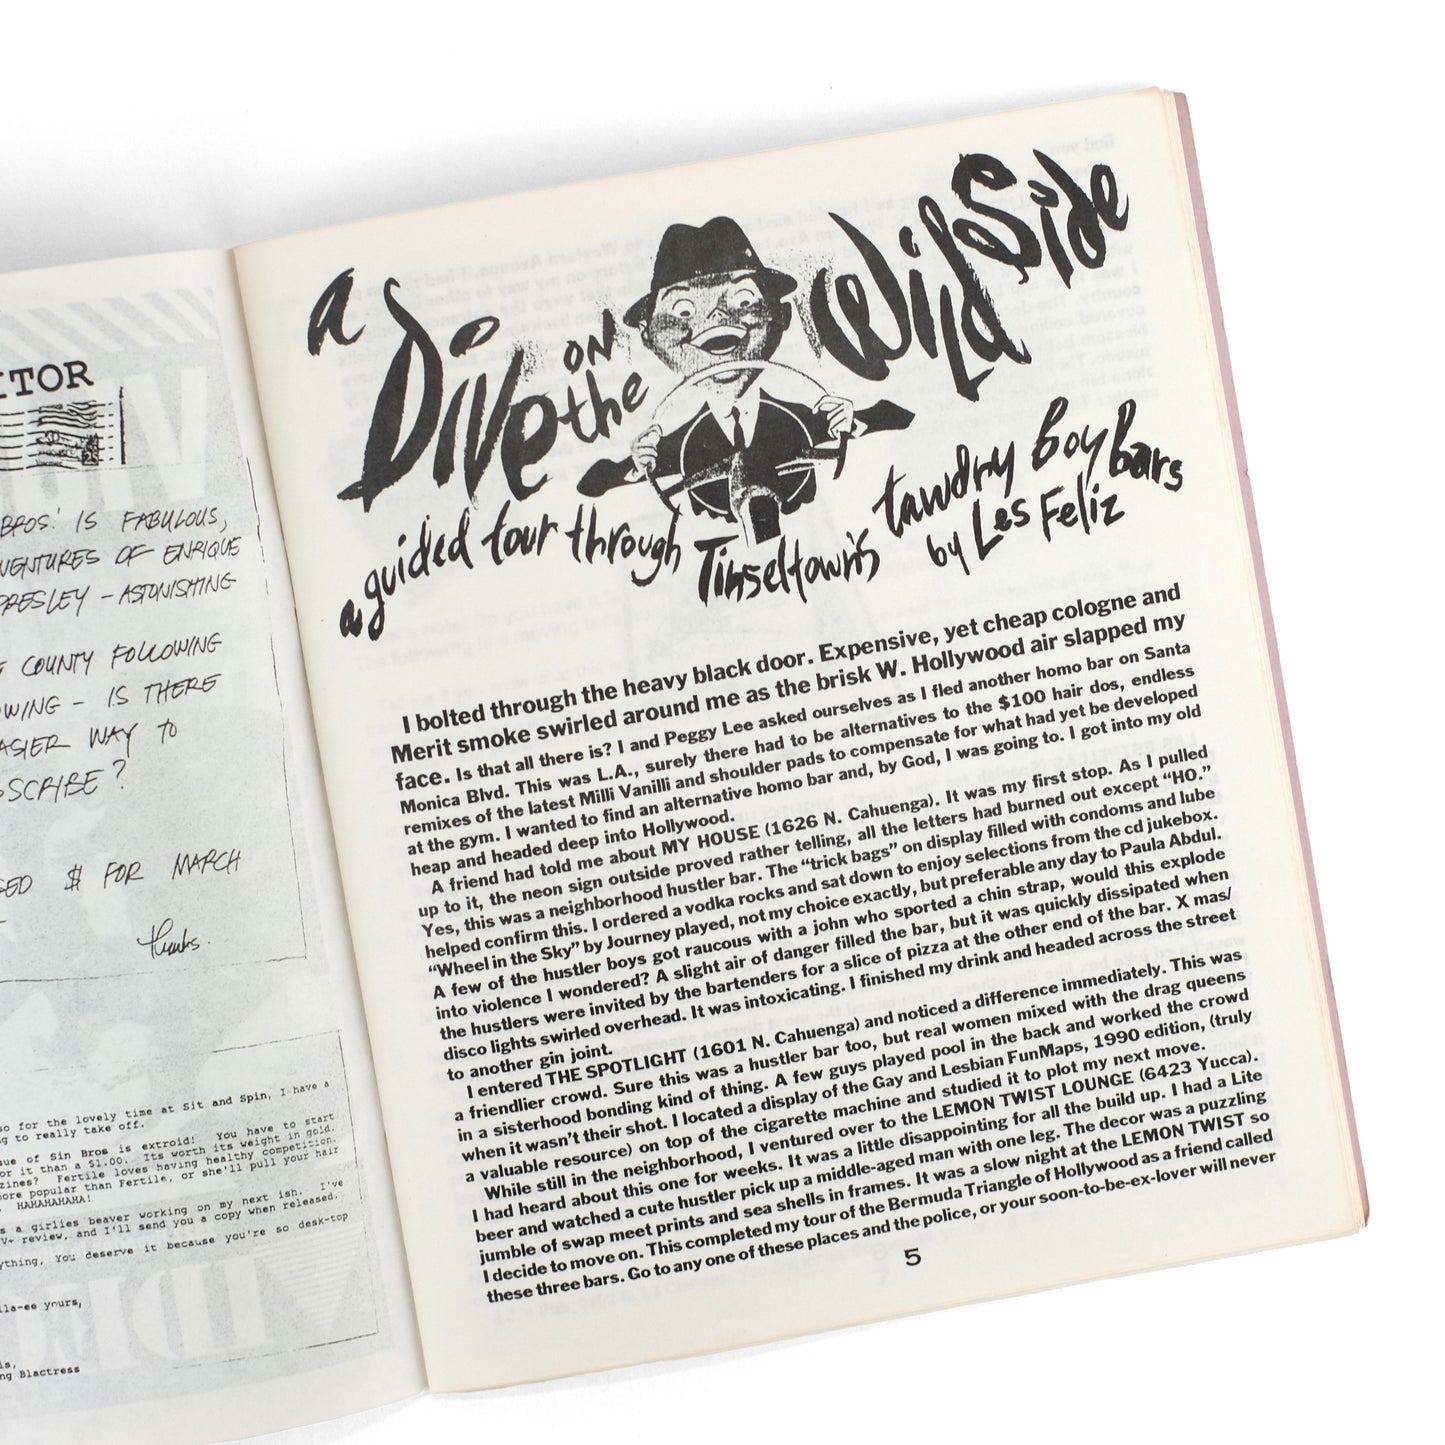 ITOR
BROS.' IS FABULOUS,
VENTURES OF ENRIQUE
PRESLEY - ASTONISHING
COUNTY FOLLOWING
OWING - IS THERE
ASIER WAY TO
SCRIBE?
SED $ FOR MARCH
thanks.
so for the lovely time at Sit and Spin, I have a
ng to really take off.
sue of Sin Bros is extroid! You have to start
or it than a $1.00. Its worth its weight in gold.
zines? Fertile loves having healthy competition.
more popular than Fertile, or she'll pull your hair
. HAHAHAHAHA!
s a girlies beaver working on my next ish. I've
V+ review, and I'll send you a copy when released.
ything, You deserve it because you're so desk-top
lla-ee yours,
is,
ng Blactress
a Dive on the Wild Side
a guided tour through Tinseltown's tawdry boy bars
by Les Feliz
I bolted through the heavy black door. Expensive, yet cheap cologne and
Merit smoke swirled around me as the brisk W. Hollywood air slapped my
face. Is that all there is? I and Peggy Lee asked ourselves as I fled another homo bar on Santa
Monica Blvd. This was L.A., surely there had to be alternatives to the $100 hair dos, endless
remixes of the latest Milli Vanilli and shoulder pads to compensate for what had yet be developed
at the gym. I wanted to find an alternative homo bar and, by God, I was going to. I got into my old
heap and headed deep into Hollywood.
A friend had told me about MY HOUSE (1626 N. Cahuenga). It was my first stop. As I pulled
up to it, the neon sign outside proved rather telling, all the letters had burned out except "HO."
Yes, this was a neighborhood hustler bar. The "trick bags" on display filled with condoms and lube
helped confirm this. I ordered a vodka rocks and sat down to enjoy selections from the cd jukebox.
"Wheel in the Sky" by Journey played, not my choice exactly, but preferable any day to Paula Abdul.
A few of the hustler boys got raucous with a john who sported a chin strap, would this explode
into violence I wondered? A slight air of danger filled the bar, but it was quickly dissipated when
the hustlers were invited by the bartenders for a slice of pizza at the other end of the bar. X mas/
disco lights swirled overhead. It was intoxicating. I finished my drink and headed across the street
to another gin joint.
I entered THE SPOTLIGHT (1601 N. Cahuenga) and noticed a difference immediately. This was
a friendlier crowd. Sure this was a hustler bar too, but real women mixed with the drag queens
in a sisterhood bonding kind of thing. A few guys played pool in the back and worked the crowd
when it wasn't their shot. I located a display of the Gay and Lesbian FunMaps, 1990 edition, (truly
a valuable resource) on top of the cigarette machine and studied it to plot my next move.
While still in the neighborhood, I ventured over to the LEMON TWIST LOUNGE (6423 Yucca).
I had heard about this one for weeks. It was a little disappointing for all the build up. I had a Lite
beer and watched a cute hustler pick up a middle-aged man with one leg. The decor was a puzzling
jumble of swap meet prints and sea shells in frames. It was a slow night at the LEMON TWIST so
I decide to move on. This completed my tour of the Bermuda Triangle of Hollywood as a friend called
these three bars. Go to any one of these places and the police, or your soon-to-be-ex-lover will never
5